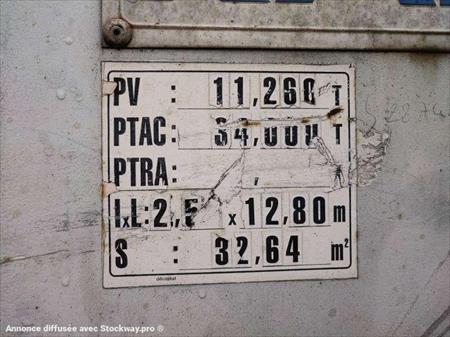 PV : 11,260 T
PTAC : 34,000 T
PTRA: ,
lxL: 2,5 x 12,80 m
S : 32,64 m²
Annonce diffusée avec Stockway.pro ®